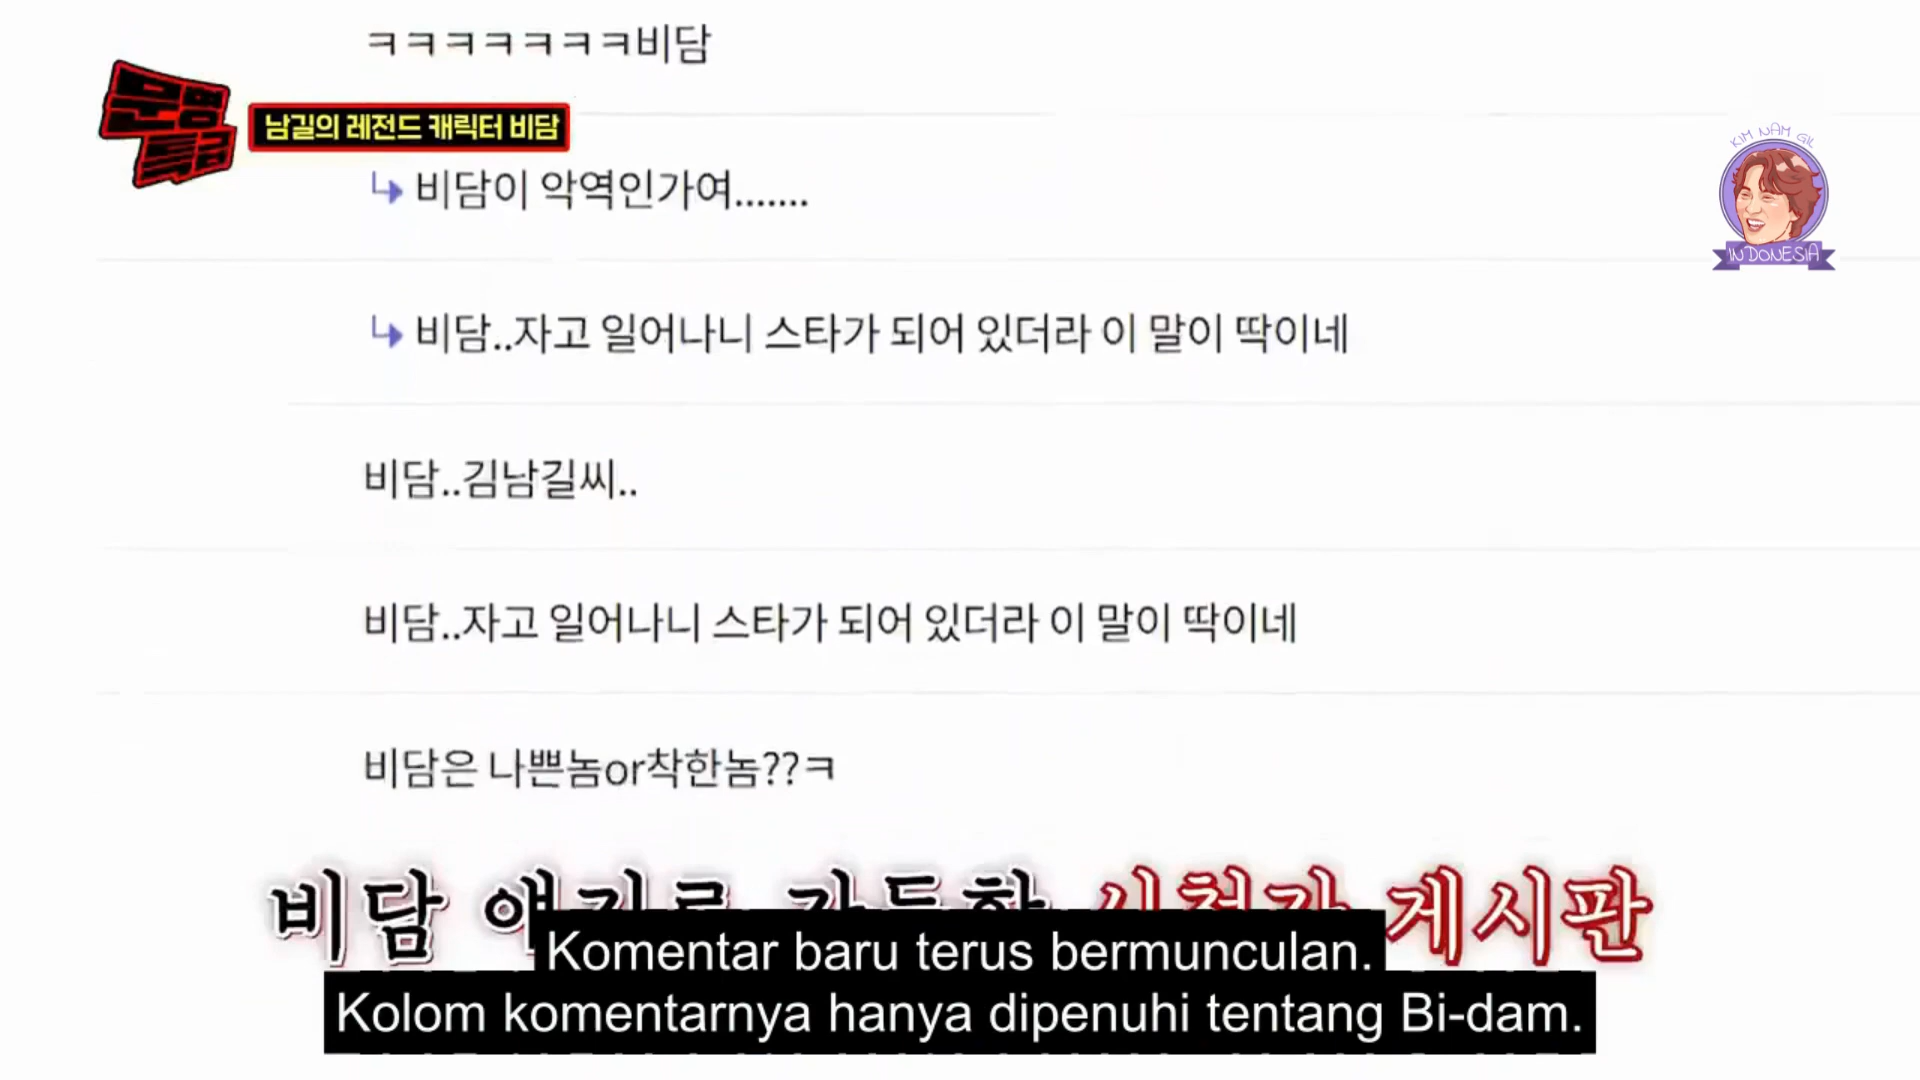 ㅋㅋㅋㅋㅋㅋㅋ비담
문명특급
남길의 레전드 캐릭터 비담
KIM NAM GIL
INDONESIA
비담이 악역인가여.......
비담..자고 일어나니 스타가 되어 있더라 이 말이 딱이네
비담..김남길씨..
비담..자고 일어나니 스타가 되어 있더라 이 말이 딱이네
비담은 나쁜놈or착한놈??ㅋ
비담 게시판
Komentar baru terus bermunculan.
Kolom komentarnya hanya dipenuhi tentang Bi-dam.